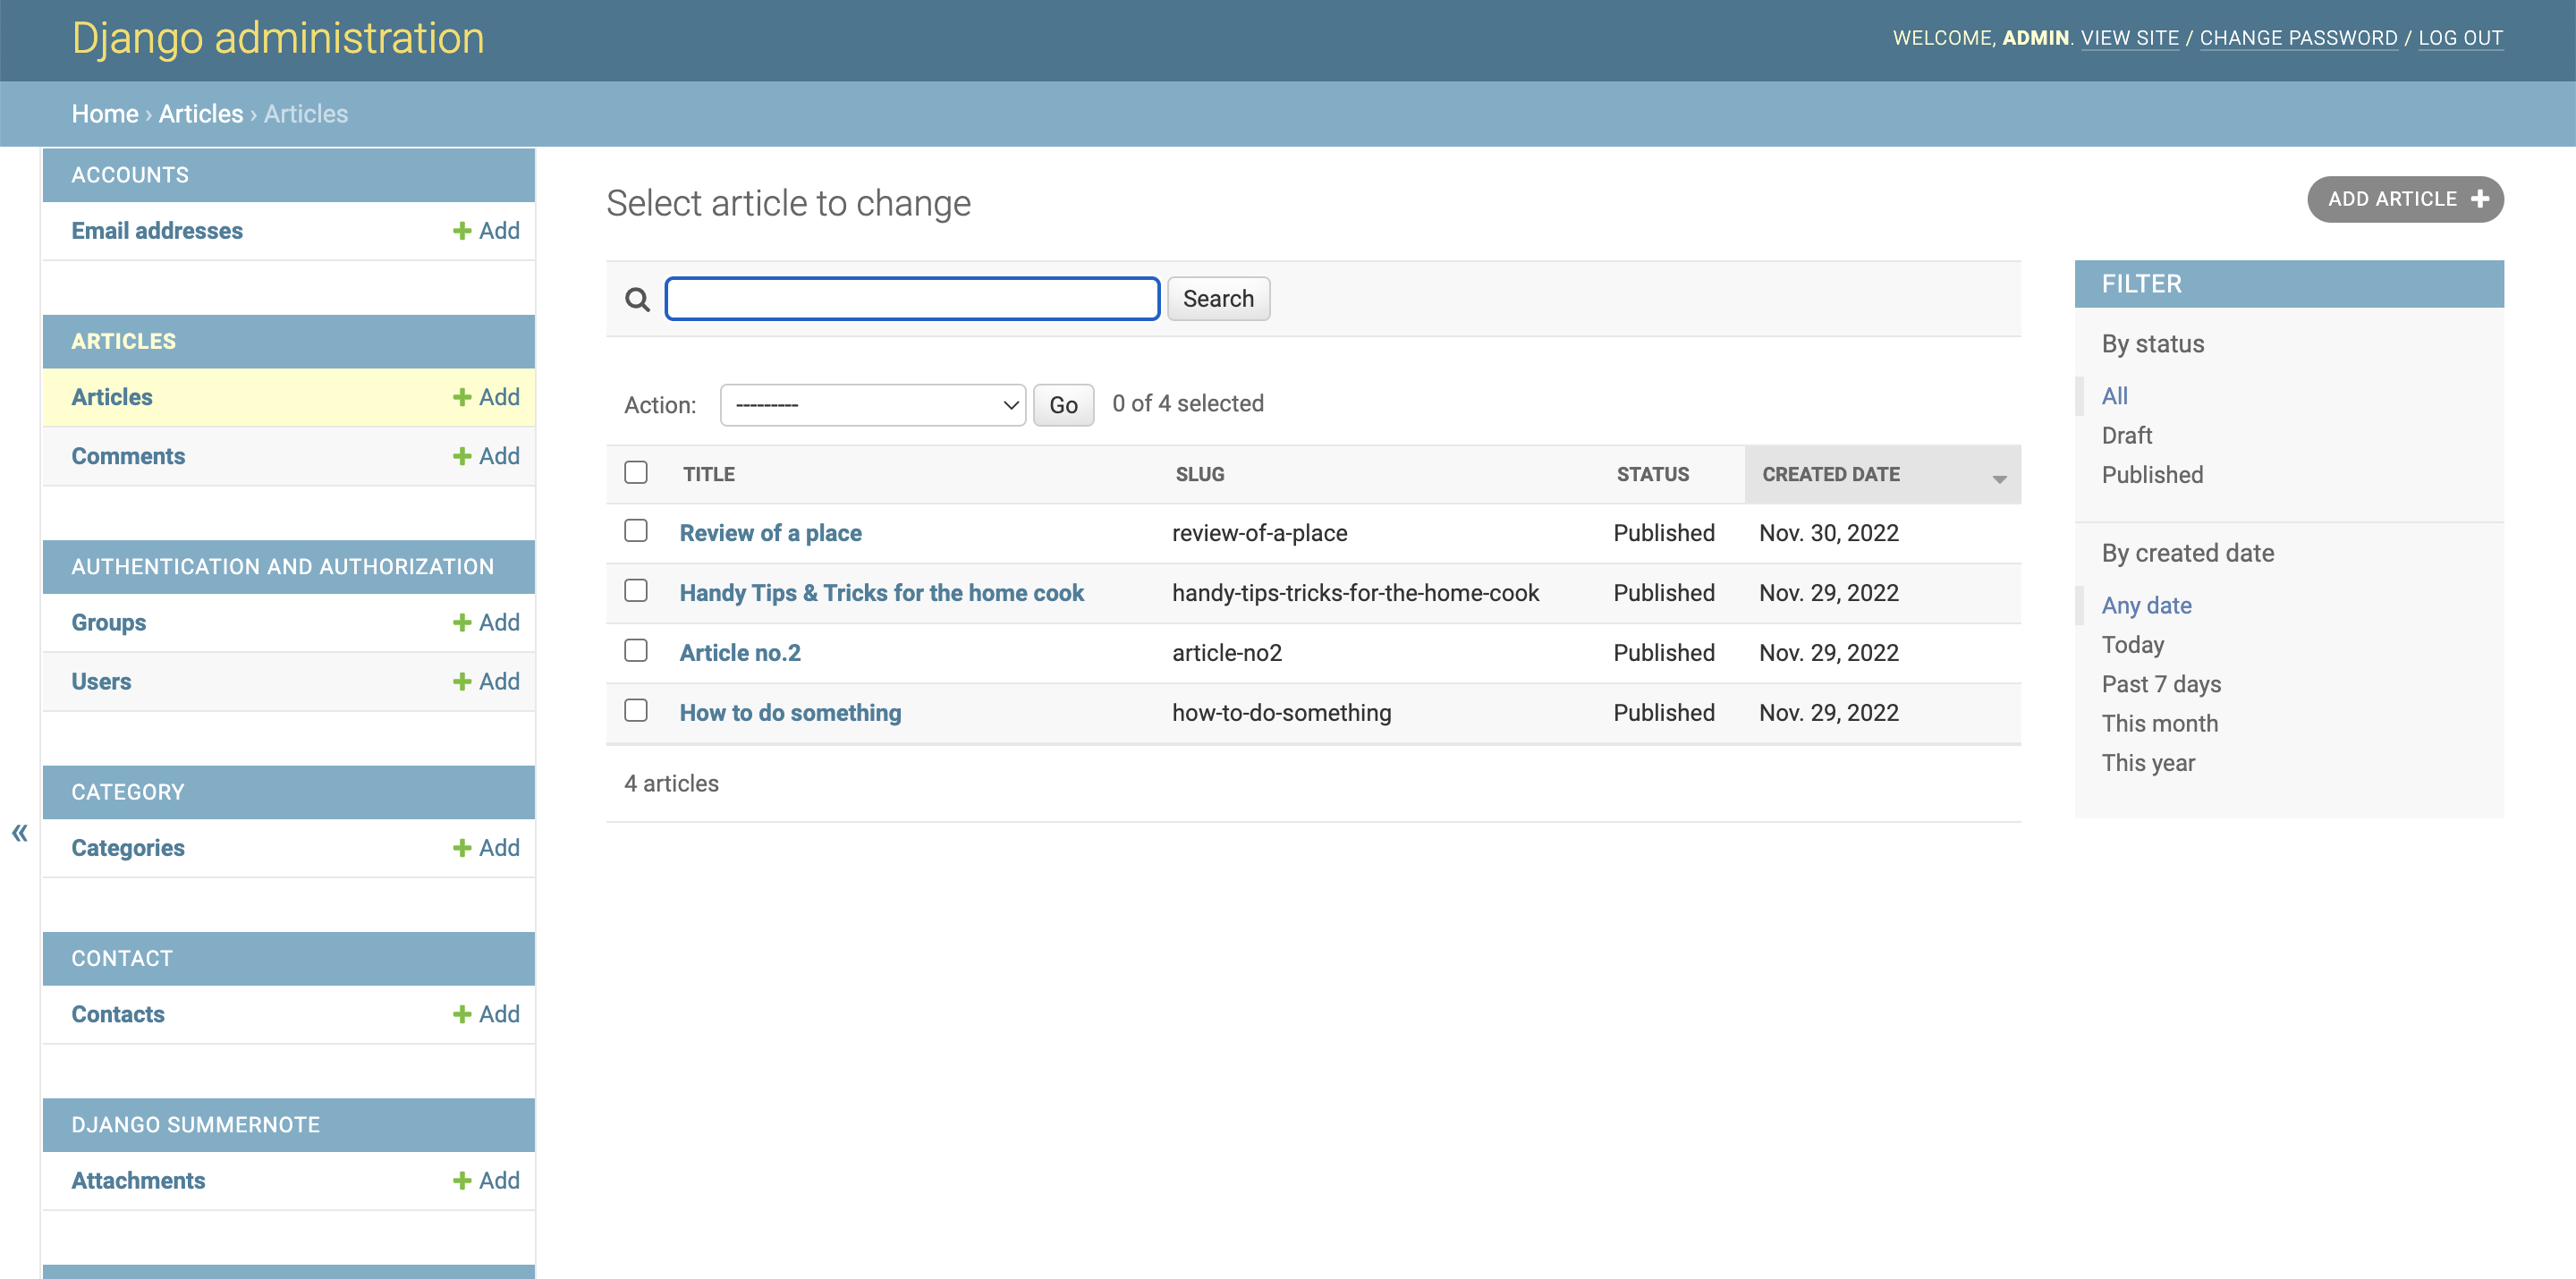 Django administration
WELCOME, ADMIN. VIEW SITE / CHANGE PASSWORD / LOG OUT
Home › Articles › Articles
ACCOUNTS
Email addresses
Add
ARTICLES
Articles
Add
Comments
Add
AUTHENTICATION AND AUTHORIZATION
Groups
Add
Users
Add
CATEGORY
Categories
Add
CONTACT
Contacts
Add
DJANGO SUMMERNOTE
Attachments
Add
«
Select article to change
ADD ARTICLE +
Search
Action: --------- Go 0 of 4 selected
TITLE SLUG STATUS CREATED DATE
Review of a place review-of-a-place Published Nov. 30, 2022
Handy Tips & Tricks for the home cook handy-tips-tricks-for-the-home-cook Published Nov. 29, 2022
Article no.2 article-no2 Published Nov. 29, 2022
How to do something how-to-do-something Published Nov. 29, 2022
4 articles
FILTER
By status
All
Draft
Published
By created date
Any date
Today
Past 7 days
This month
This year